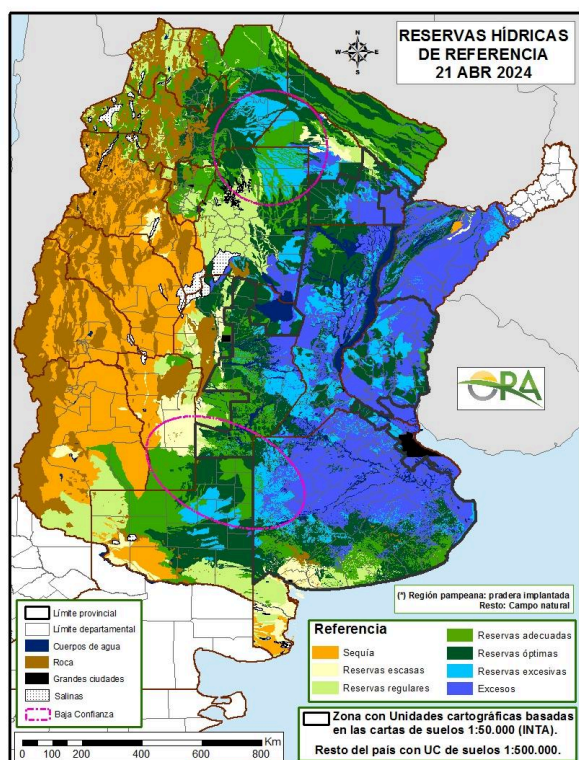 RESERVAS HÍDRICAS
DE REFERENCIA
21 ABR 2024
N
W
E
S
ORA
(*) Región pampeana: pradera implantada
Resto: Campo natural
Límite provincial
Límite departamental
Cuerpos de agua
Roca
Grandes ciudades
Salinas
Baja Confianza
Referencia
Sequía
Reservas escasas
Reservas regulares
Reservas adecuadas
Reservas óptimas
Reservas excesivas
Excesos
Zona con Unidades cartográficas basadas
en las cartas de suelos 1:50.000 (INTA).
Resto del país con UC de suelos 1:500.000.
Km
0 50 100 200 400 600 800